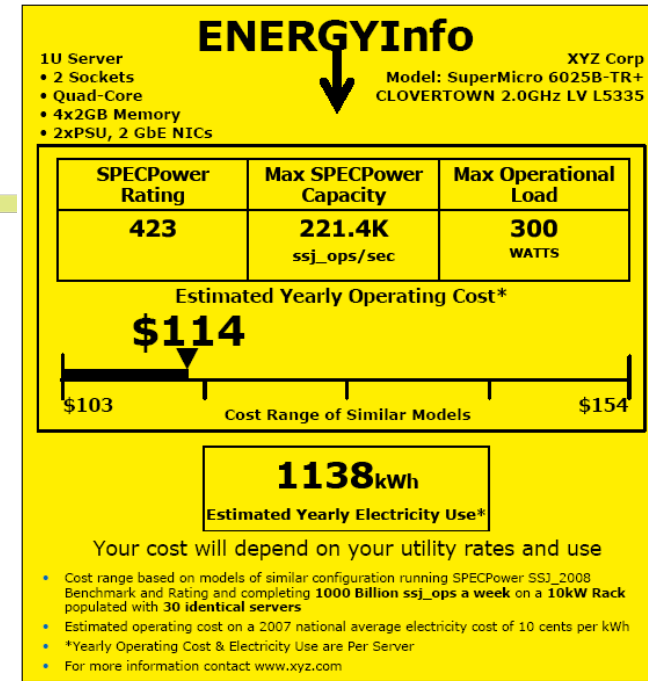 ENERGYInfo
1U Server
• 2 Sockets
• Quad-Core
• 4x2GB Memory
• 2xPSU, 2 GbE NICs
XYZ Corp
Model: SuperMicro 6025B-TR+
CLOVERTOWN 2.0GHz LV L5335
SPECPower
Rating
423
Max SPECPower
Capacity
221.4K
ssj_ops/sec
Max Operational
Load
300
WATTS
Estimated Yearly Operating Cost*
$114
$103
Cost Range of Similar Models
$154
1138kWh
Estimated Yearly Electricity Use*
Your cost will depend on your utility rates and use
• Cost range based on models of similar configuration running SPECPower SSJ_2008
Benchmark and Rating and completing 1000 Billion ssj_ops a week on a 10kW Rack
populated with 30 identical servers
• Estimated operating cost on a 2007 national average electricity cost of 10 cents per kWh
• *Yearly Operating Cost & Electricity Use are Per Server
• For more information contact www.xyz.com